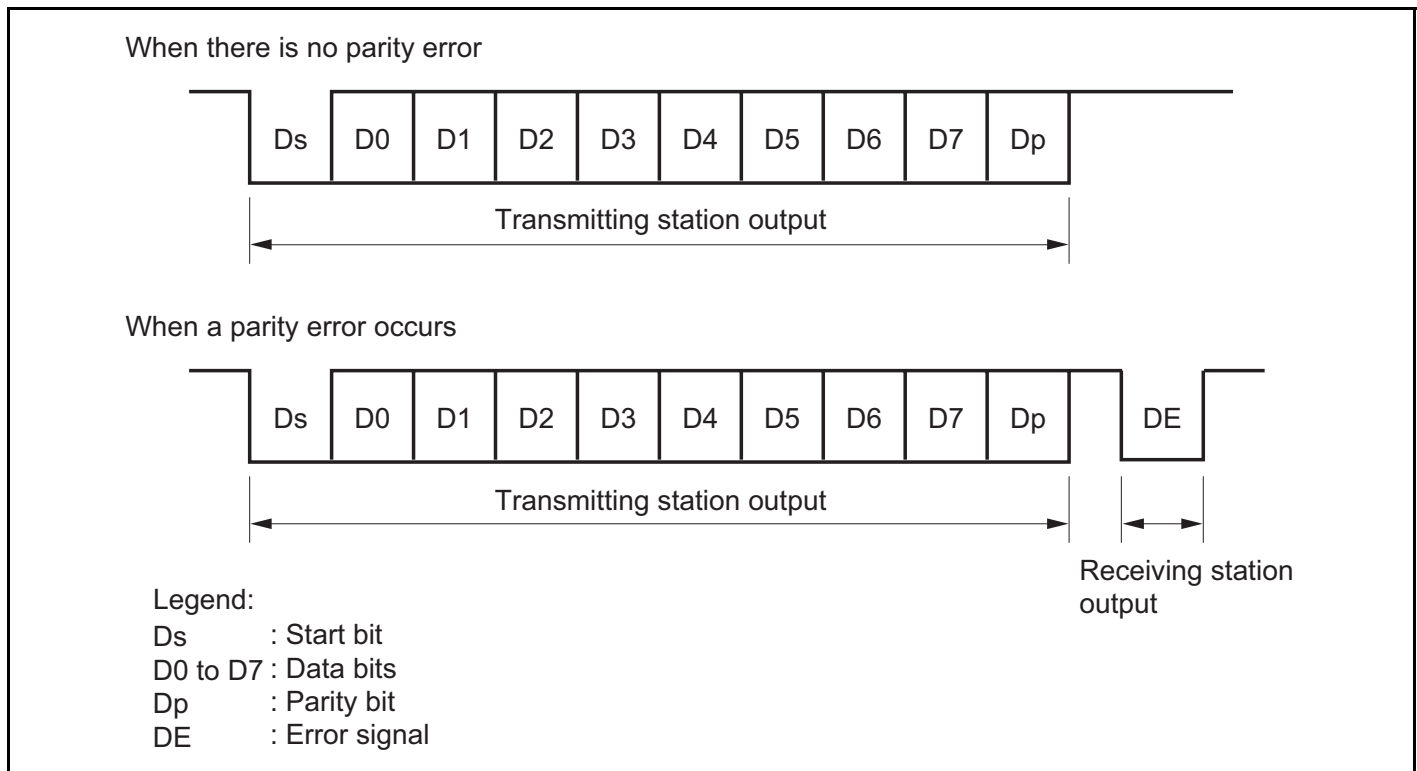 When there is no parity error
Ds D0 D1 D2 D3 D4 D5 D6 D7 Dp
Transmitting station output
When a parity error occurs
Ds D0 D1 D2 D3 D4 D5 D6 D7 Dp DE
Transmitting station output
Receiving station
output
Legend:
Ds : Start bit
D0 to D7 : Data bits
Dp : Parity bit
DE : Error signal